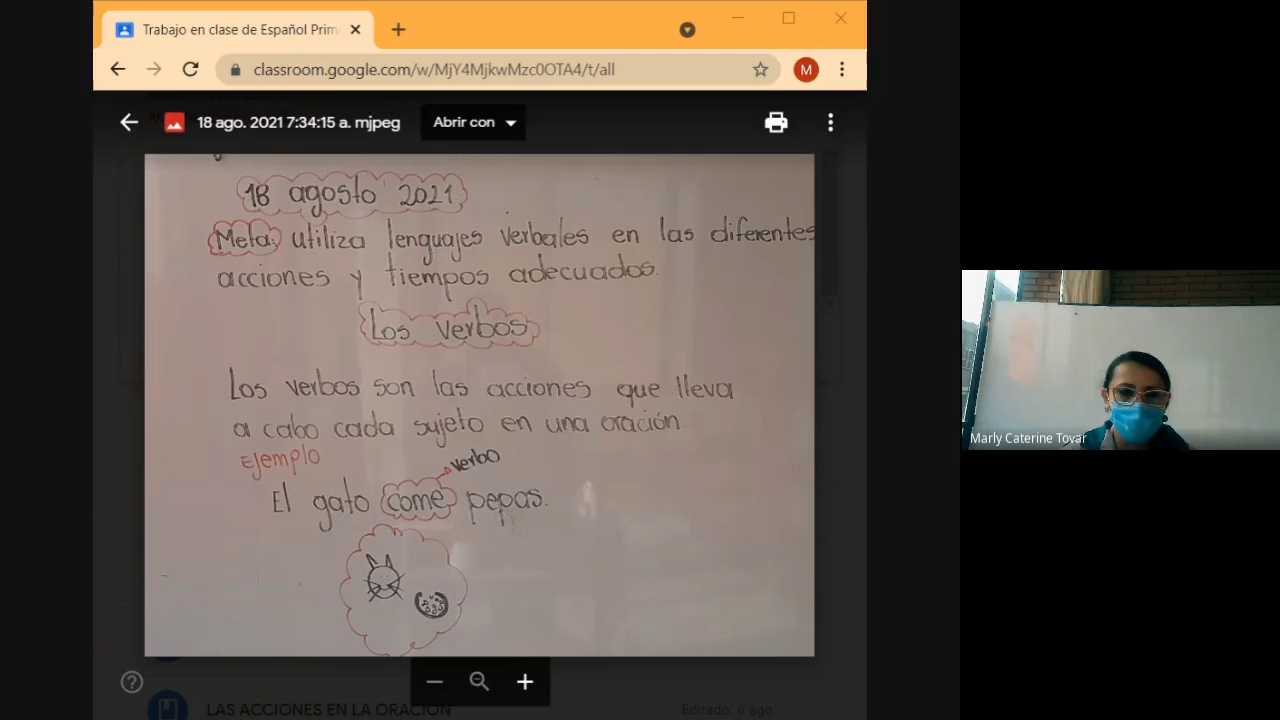 Trabajo en clase de Español Prim
classroom.google.com/w/MjY4MjkwMzc0OTA4/t/all
M
18 ago. 2021 7:34:15 a. mjpeg
Abrir con
18 agosto 2021
Meta: utiliza lenguajes verbales en las diferentes
acciones y tiempos adecuados.
Los verbos
Los verbos son las acciones que lleva
a cabo cada sujeto en una oración.
Ejemplo
verbo
El gato come pepas.
Marly Caterine Tovar
LAS ACCIONES EN LA ORACIÓN
Editado: 6 ago.